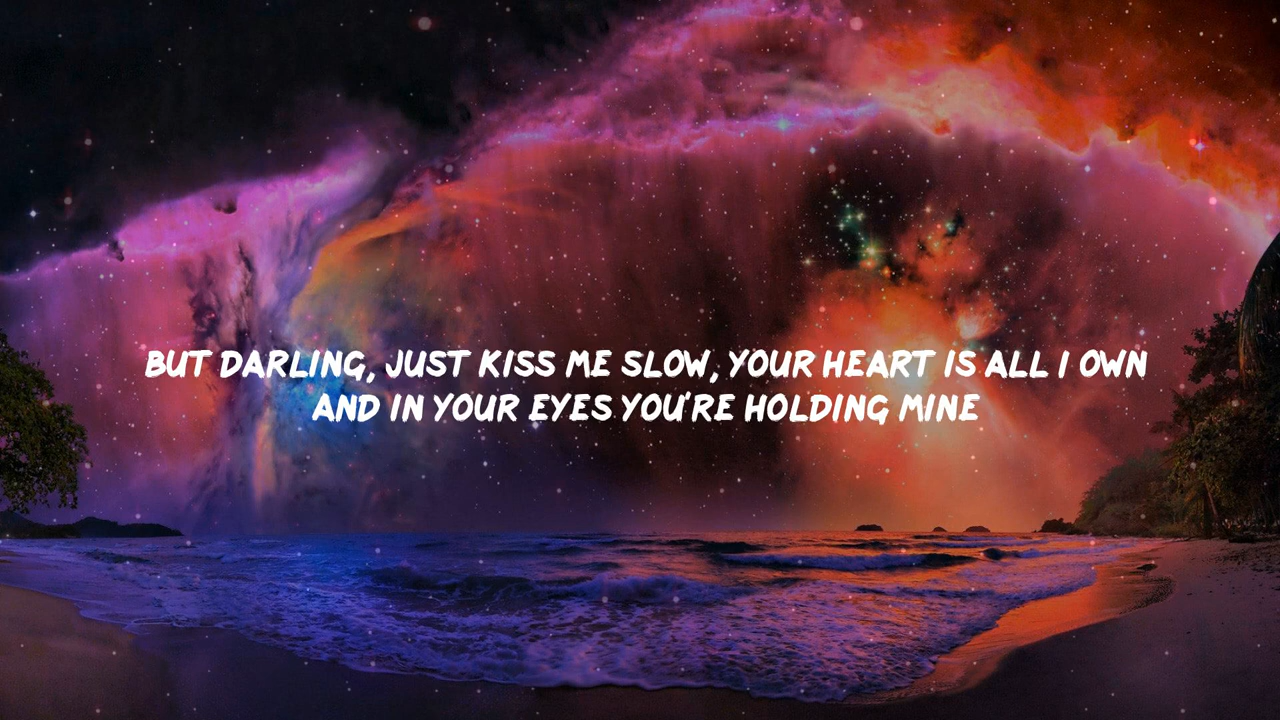 BUT DARLING, JUST KISS ME SLOW, YOUR HEART IS ALL I OWN
AND IN YOUR EYES YOU'RE HOLDING MINE